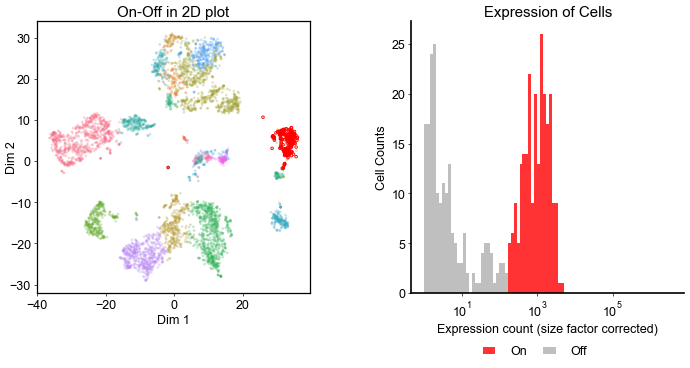 On-Off in 2D plot
30
20
10
0
−10
−20
−30
Dim 2
−40
−20
0
20
Dim 1
Expression of Cells
25
20
15
10
5
0
Cell Counts
10^1
10^3
10^5
Expression count (size factor corrected)
On
Off